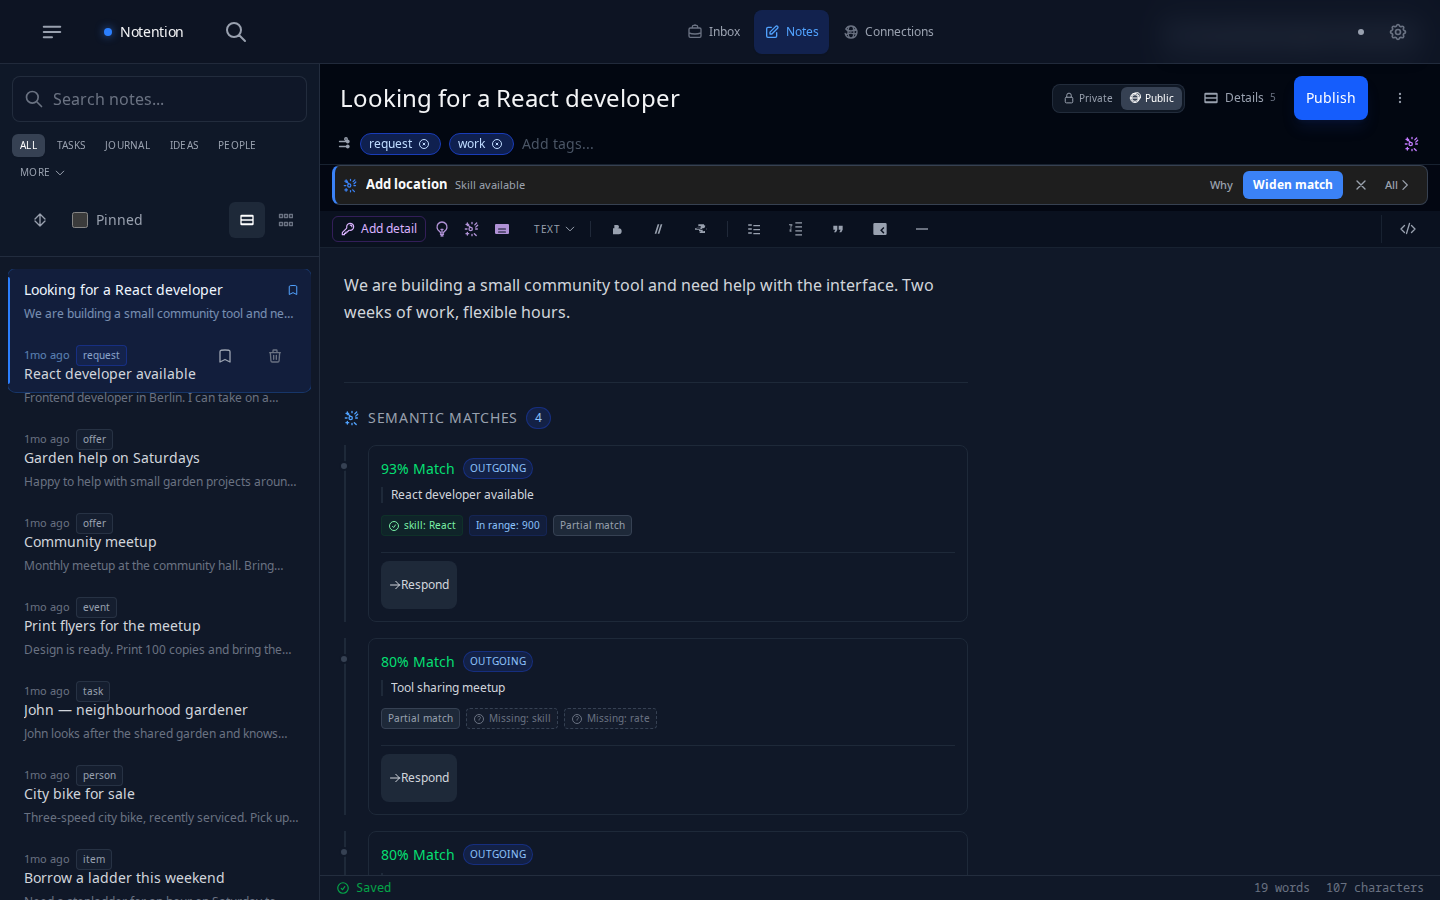 Notention
Inbox
Notes
Connections
Search notes...
ALL
TASKS
JOURNAL
IDEAS
PEOPLE
MORE
Pinned
Looking for a React developer
We are building a small community tool and ne...
1mo ago
request
React developer available
Frontend developer in Berlin. I can take on a...
1mo ago
offer
Garden help on Saturdays
Happy to help with small garden projects aroun...
1mo ago
offer
Community meetup
Monthly meetup at the community hall. Bring...
1mo ago
event
Print flyers for the meetup
Design is ready. Print 100 copies and bring the...
1mo ago
task
John — neighbourhood gardener
John looks after the shared garden and knows...
1mo ago
person
City bike for sale
Three-speed city bike, recently serviced. Pick up...
1mo ago
item
Borrow a ladder this weekend
Looking for a React developer
Private
Public
Details 5
Publish
request
work
Add tags...
Add location
Skill available
Why
Widen match
All
Add detail
TEXT
We are building a small community tool and need help with the interface. Two
weeks of work, flexible hours.
SEMANTIC MATCHES
4
93% Match
OUTGOING
React developer available
skill: React
In range: 900
Partial match
Respond
80% Match
OUTGOING
Tool sharing meetup
Partial match
Missing: skill
Missing: rate
Respond
80% Match
OUTGOING
Saved
19 words
107 characters